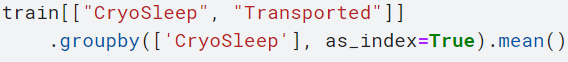 train[["CryoSleep", "Transported"]]
    .groupby(['CryoSleep'], as_index=True).mean()